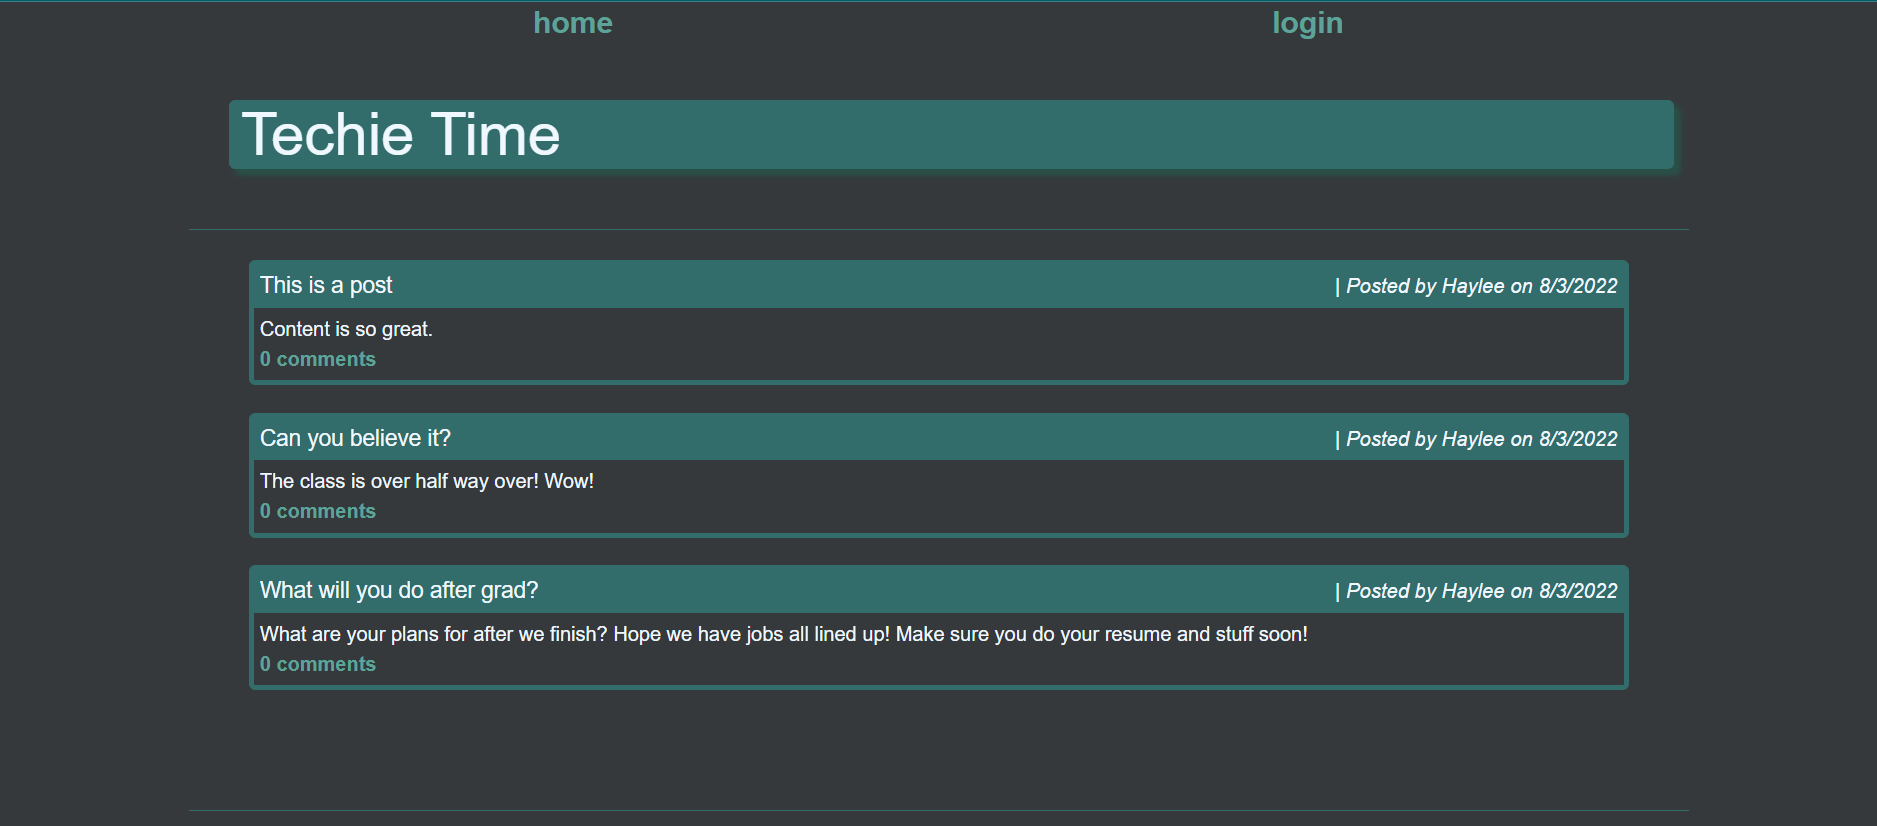 home login
Techie Time
This is a post | Posted by Haylee on 8/3/2022
Content is so great.
0 comments
Can you believe it? | Posted by Haylee on 8/3/2022
The class is over half way over! Wow!
0 comments
What will you do after grad? | Posted by Haylee on 8/3/2022
What are your plans for after we finish? Hope we have jobs all lined up! Make sure you do your resume and stuff soon!
0 comments